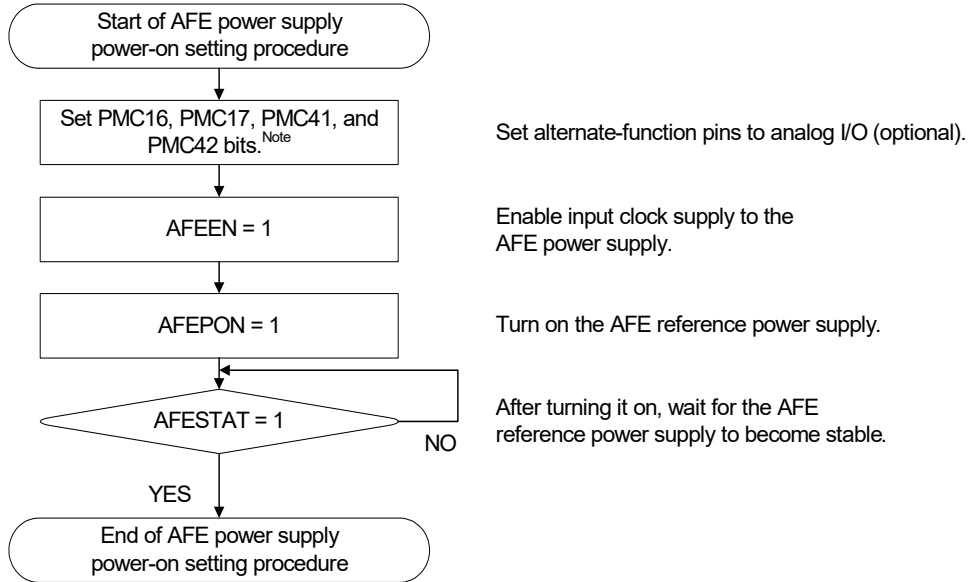 Start of AFE power supply
power-on setting procedure
Set PMC16, PMC17, PMC41, and
PMC42 bits.Note
Set alternate-function pins to analog I/O (optional).
AFEEN = 1
Enable input clock supply to the
AFE power supply.
AFEPON = 1
Turn on the AFE reference power supply.
AFESTAT = 1
NO
After turning it on, wait for the AFE
reference power supply to become stable.
YES
End of AFE power supply
power-on setting procedure